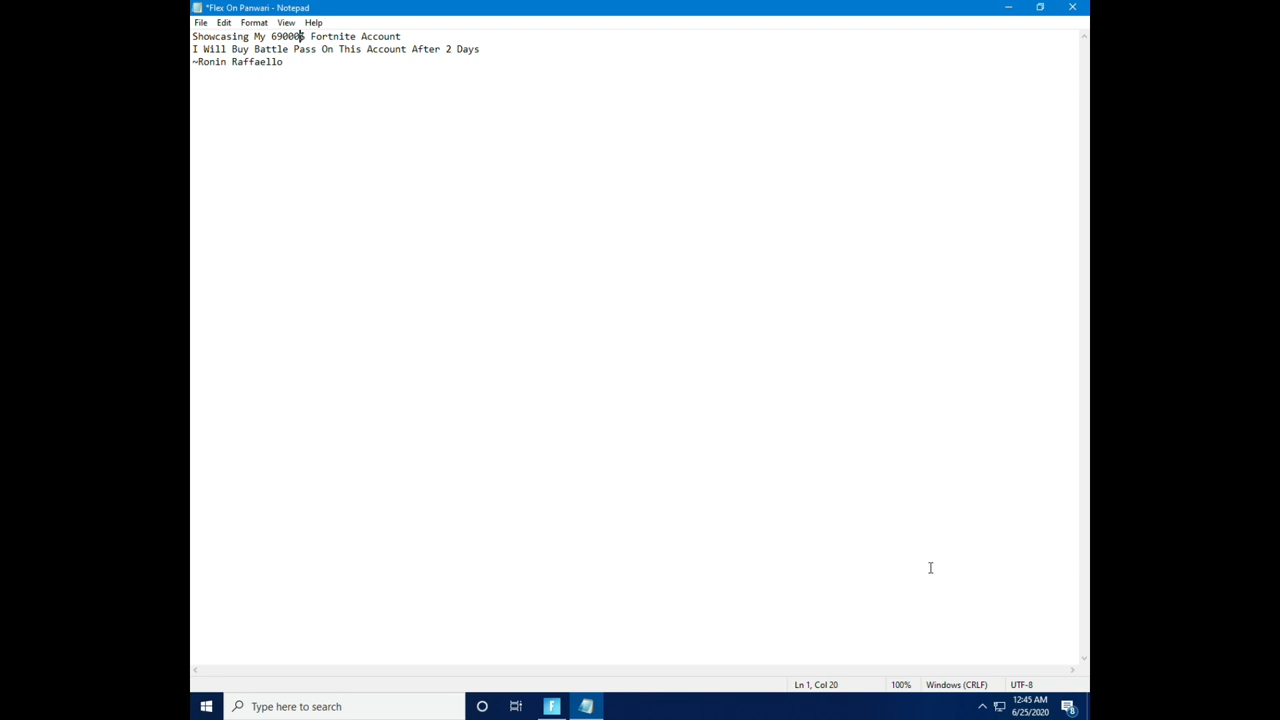 *Flex On Panwari - Notepad
File Edit Format View Help
Showcasing My 69000$ Fortnite Account
I Will Buy Battle Pass On This Account After 2 Days
~Ronin Raffaello
Ln 1, Col 20 100% Windows (CRLF) UTF-8
Type here to search
F
12:45 AM
6/25/2020
8